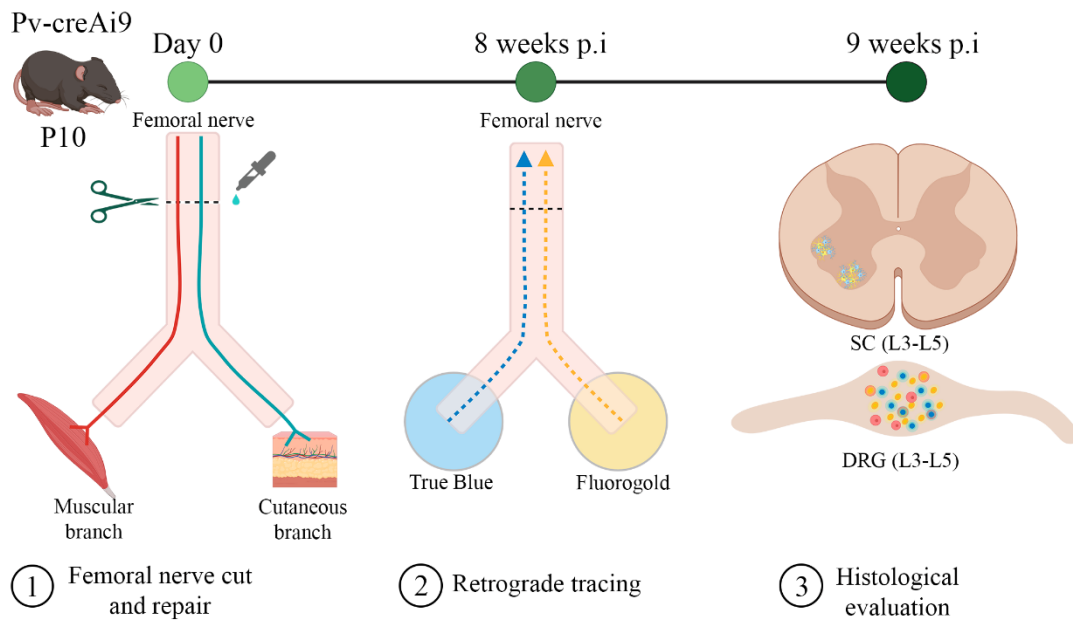 Pv-creAi9
P10
Day 0
8 weeks p.i
9 weeks p.i
Femoral nerve
Femoral nerve
Muscular
branch
Cutaneous
branch
True Blue
Fluorogold
SC (L3-L5)
DRG (L3-L5)
1 Femoral nerve cut
and repair
2 Retrograde tracing
3 Histological
evaluation